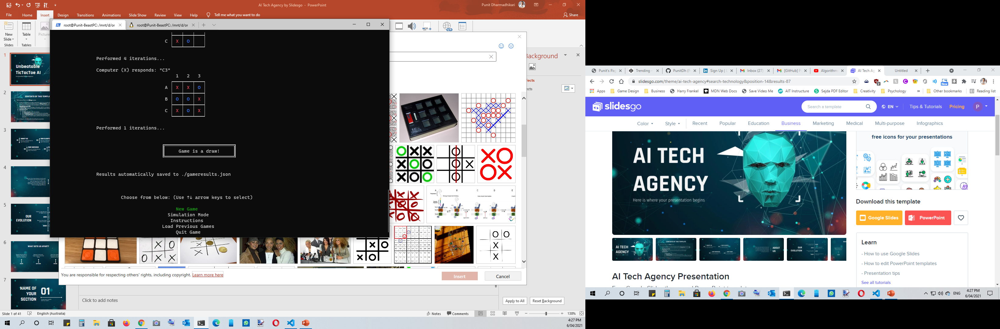 AI Tech Agency by Slidesgo - PowerPoint
Punit Dharmadhikari
File Home Insert Design Transitions Animations Slide Show Review View Help Tell me what you want to do
Share
New Slide
Slides
Table
Tables
Picture
root@Punit-BeastPC: /mnt/d/or
root@Punit-BeastPC: /mnt/d/or
C X O
Performed 4 iterations...
Computer (X) responds: "C3"
1 2 3
A X X O
B O O X
C X O X
Performed 1 iterations...
Game is a draw!
Results automatically saved to ./gameresults.json
Choose from below: (Use ↑↓ arrow keys to select)
New Game
Simulation Mode
Instructions
Load Previous Games
Quit Game
1
Unbeatable
TicTacToe AI
2
3
ABOUT US
OUR SERVICES
4
5
OUR
EVOLUTION
6
WHAT SETS US APART?
7
NAME OF
YOUR
SECTION
01
Background
You are responsible for respecting others' rights, including copyright. Learn more here
Insert
Cancel
Click to add notes
Apply to All
Reset Background
Slide 1 of 41
English (Australia)
Notes
Comments
138%
4:27 PM
6/04/2021
Punit's Pag
Trending -
PunitDh (P
Sign Up | L
Inbox (27)
[GitHub] P
Algorithm
AI Tech Ag
Untitled
slidesgo.com/theme/ai-tech-agency#search-technology&position-14&results-87
New
Apps Game Design Business Harry Frankel MDN Web Docs Save Video Me AIT Instructure Sejda PDF Editor Creativity Psychology » Other bookmarks Reading list
slidesgo
Search a template
EN
Tips & Tutorials
Pricing
P
Color Style Recent Popular Education Business Marketing Medical Multi-purpose Infographics
AI TECH
AGENCY
Here is where your presentation begins
free icons for your presentations
Download this template
Google Slides
PowerPoint
AI TECH
AGENCY
ABOUT
US
OUR
EVOLUTION
Learn
- How to use Google Slides
- How to edit PowerPoint templates
- Presentation tips
See all tutorials
AI Tech Agency Presentation
ENG
4:27 PM
6/04/2021